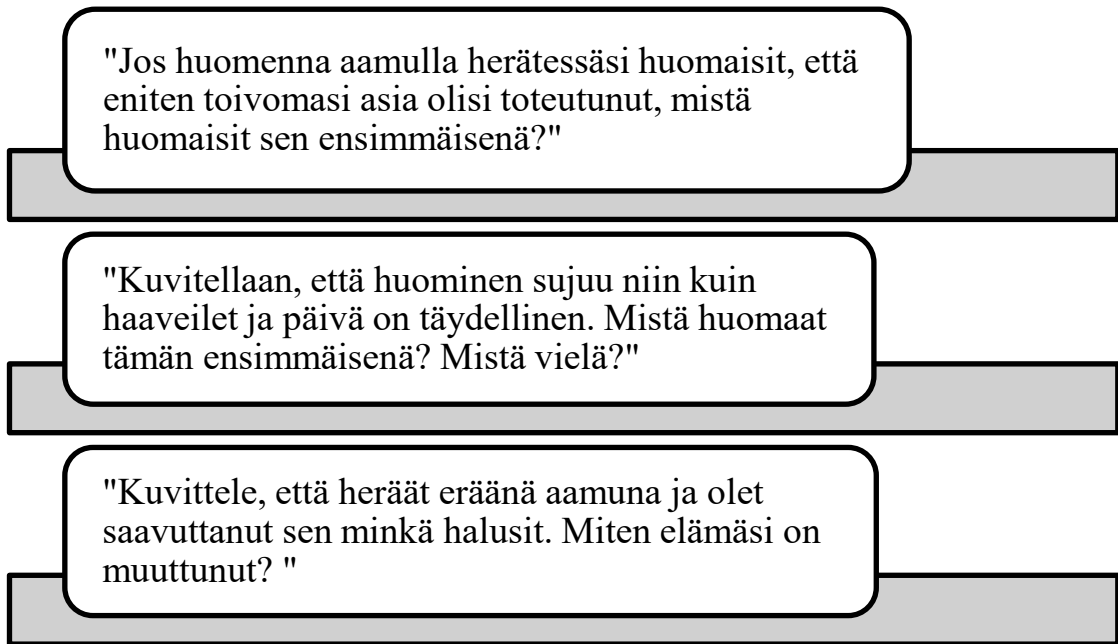 "Jos huomenna aamulla herätessäsi huomaisit, että
eniten toivomasi asia olisi toteutunut, mistä
huomaisit sen ensimmäisenä?"
"Kuvitellaan, että huominen sujuu niin kuin
haaveilet ja päivä on täydellinen. Mistä huomaat
tämän ensimmäisenä? Mistä vielä?"
"Kuvittele, että heräät eräänä aamuna ja olet
saavuttanut sen minkä halusit. Miten elämäsi on
muuttunut? "